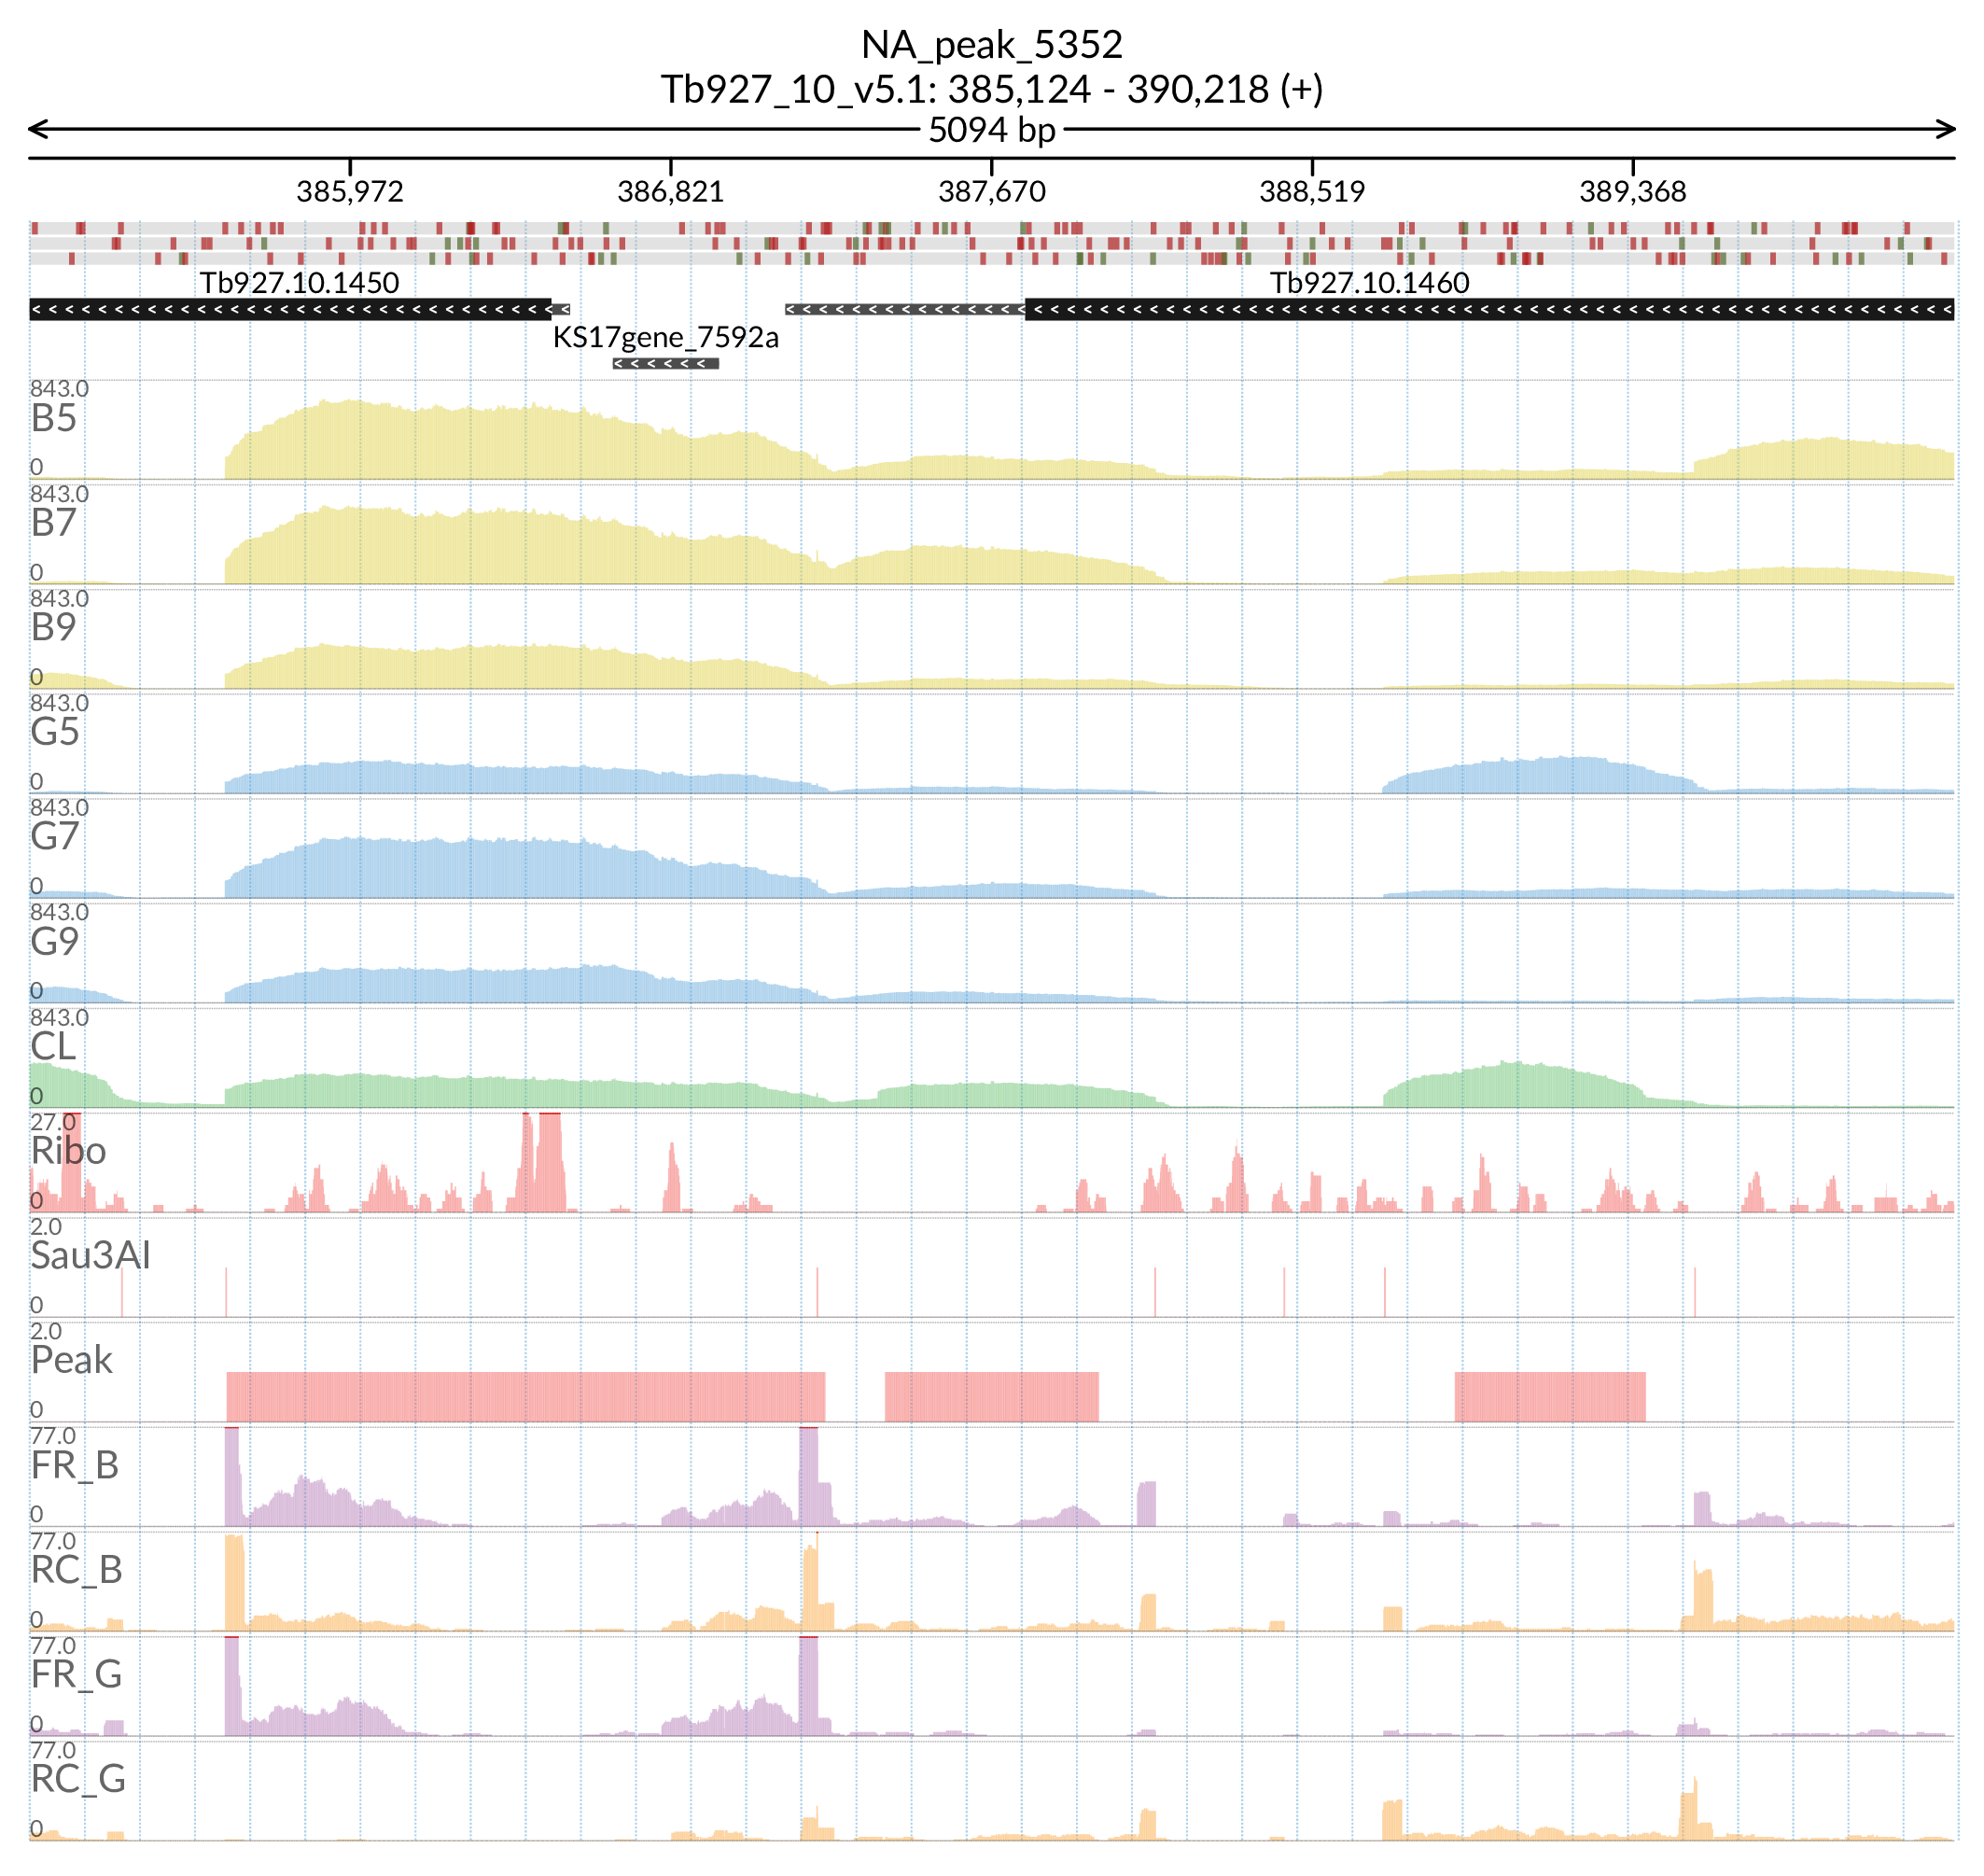 NA_peak_5352
Tb927_10_v5.1: 385,124 - 390,218 (+)
5094 bp
385,972 386,821 387,670 388,519 389,368
Tb927.10.1450 Tb927.10.1460
KS17gene_7592a
843.0
B5
0
843.0
B7
0
843.0
B9
0
843.0
G5
0
843.0
G7
0
843.0
G9
0
843.0
CL
0
27.0
Ribo
0
2.0
Sau3AI
0
2.0
Peak
0
77.0
FR_B
0
77.0
RC_B
0
77.0
FR_G
0
77.0
RC_G
0